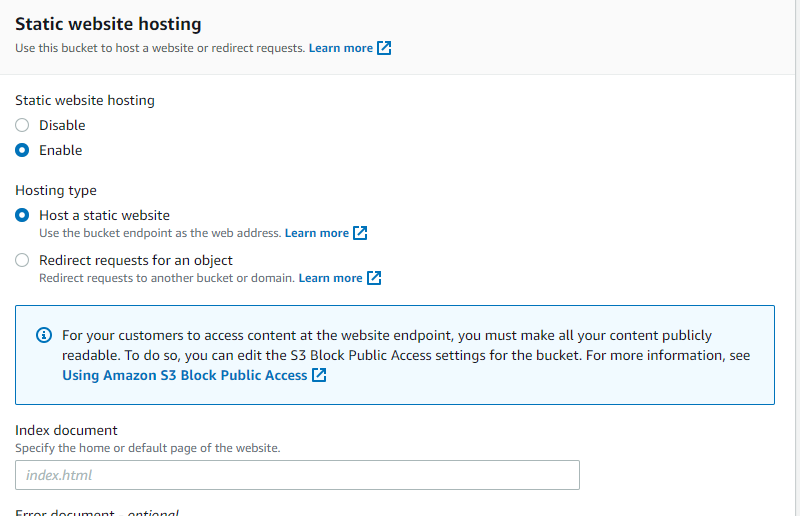 Static website hosting
Use this bucket to host a website or redirect requests. Learn more
Static website hosting
Disable
Enable
Hosting type
Host a static website
Use the bucket endpoint as the web address. Learn more
Redirect requests for an object
Redirect requests to another bucket or domain. Learn more
For your customers to access content at the website endpoint, you must make all your content publicly
readable. To do so, you can edit the S3 Block Public Access settings for the bucket. For more information, see
Using Amazon S3 Block Public Access
Index document
Specify the home or default page of the website.
index.html
Error document - optional